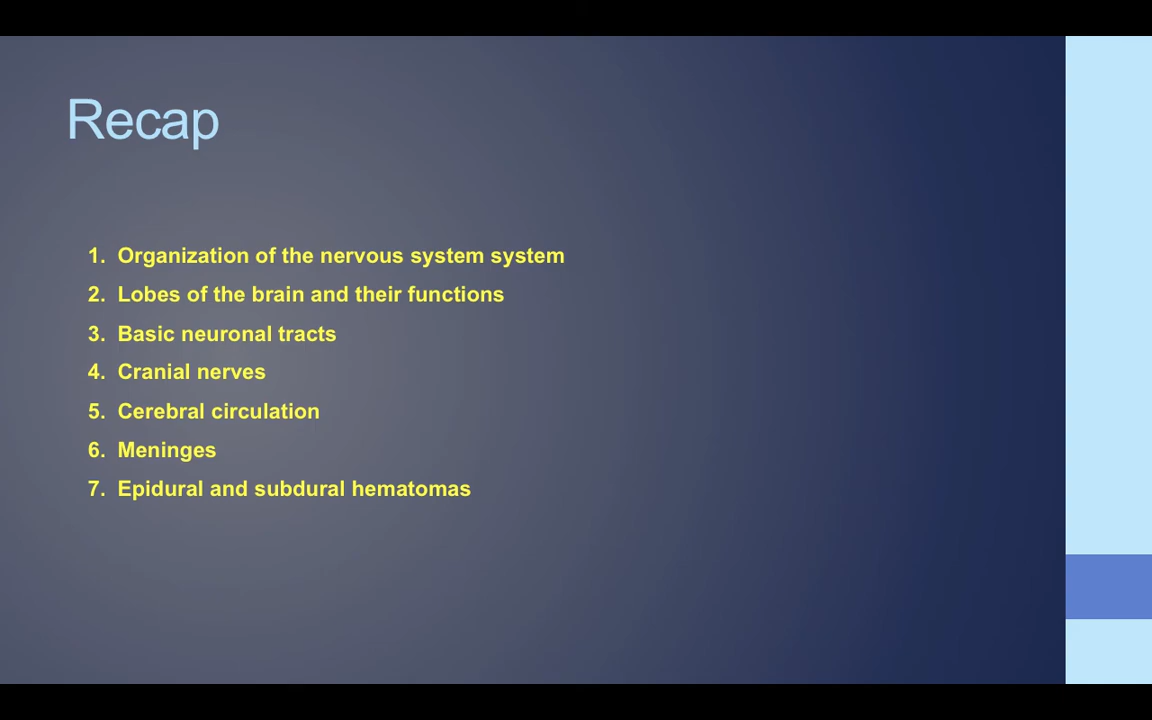 Recap
1. Organization of the nervous system system
2. Lobes of the brain and their functions
3. Basic neuronal tracts
4. Cranial nerves
5. Cerebral circulation
6. Meninges
7. Epidural and subdural hematomas